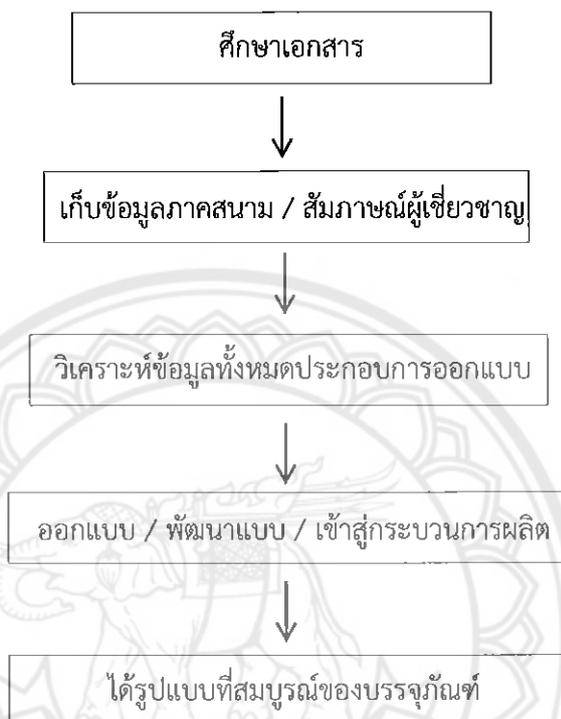 ศึกษาเอกสาร
เก็บข้อมูลภาคสนาม / สัมภาษณ์ผู้เชี่ยวชาญ
วิเคราะห์ข้อมูลทั้งหมดประกอบการออกแบบ
ออกแบบ / พัฒนาแบบ / เข้าสู่กระบวนการผลิต
ได้รูปแบบที่สมบูรณ์ของบรรจุภัณฑ์